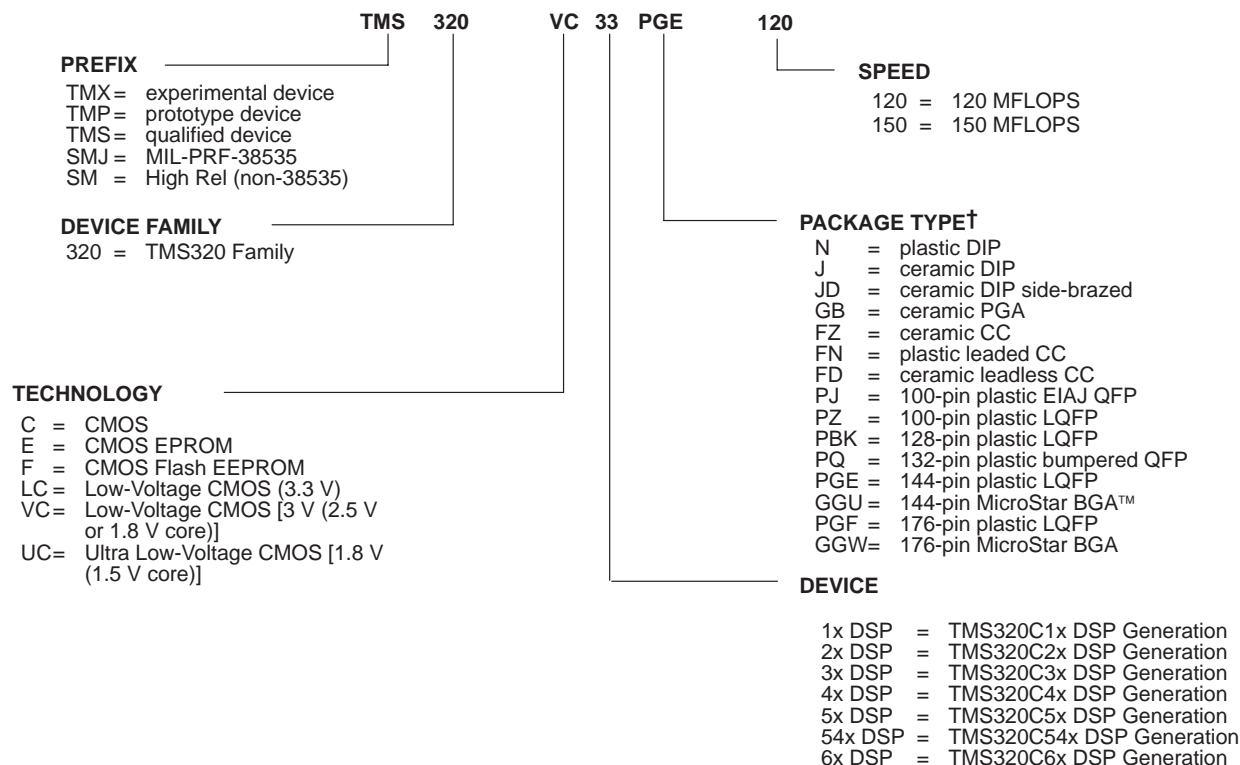 TMS 320 VC 33 PGE 120
PREFIX
TMX = experimental device
TMP = prototype device
TMS = qualified device
SMJ = MIL-PRF-38535
SM = High Rel (non-38535)
DEVICE FAMILY
320 = TMS320 Family
TECHNOLOGY
C = CMOS
E = CMOS EPROM
F = CMOS Flash EEPROM
LC = Low-Voltage CMOS (3.3 V)
VC = Low-Voltage CMOS [3 V (2.5 V
or 1.8 V core)]
UC = Ultra Low-Voltage CMOS [1.8 V
(1.5 V core)]
SPEED
120 = 120 MFLOPS
150 = 150 MFLOPS
PACKAGE TYPE†
N = plastic DIP
J = ceramic DIP
JD = ceramic DIP side-brazed
GB = ceramic PGA
FZ = ceramic CC
FN = plastic leaded CC
FD = ceramic leadless CC
PJ = 100-pin plastic EIAJ QFP
PZ = 100-pin plastic LQFP
PBK = 128-pin plastic LQFP
PQ = 132-pin plastic bumpered QFP
PGE = 144-pin plastic LQFP
GGU = 144-pin MicroStar BGA™
PGF = 176-pin plastic LQFP
GGW = 176-pin MicroStar BGA
DEVICE
1x DSP = TMS320C1x DSP Generation
2x DSP = TMS320C2x DSP Generation
3x DSP = TMS320C3x DSP Generation
4x DSP = TMS320C4x DSP Generation
5x DSP = TMS320C5x DSP Generation
54x DSP = TMS320C54x DSP Generation
6x DSP = TMS320C6x DSP Generation